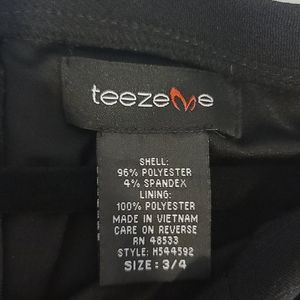 teezeme
SHELL:
96% POLYESTER
4% SPANDEX
LINING:
100% POLYESTER
MADE IN VIETNAM
CARE ON REVERSE
RN 48533
STYLE: H544592
SIZE: 3/4